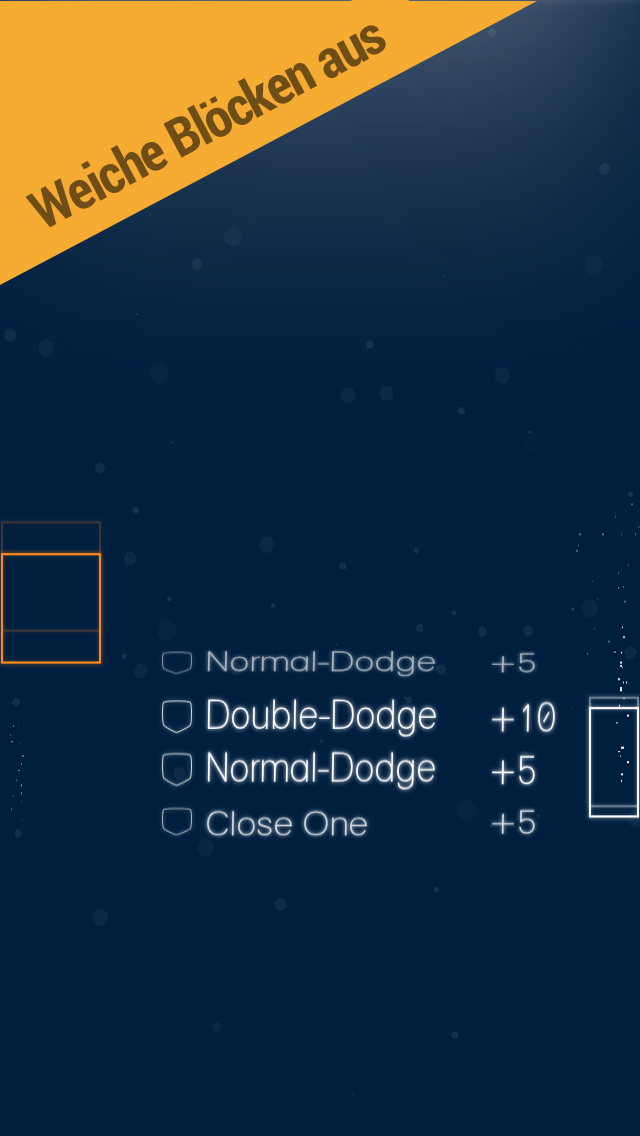 Weiche Blöcken aus
Normal-Dodge +5
Double-Dodge +10
Normal-Dodge +5
Close One +5